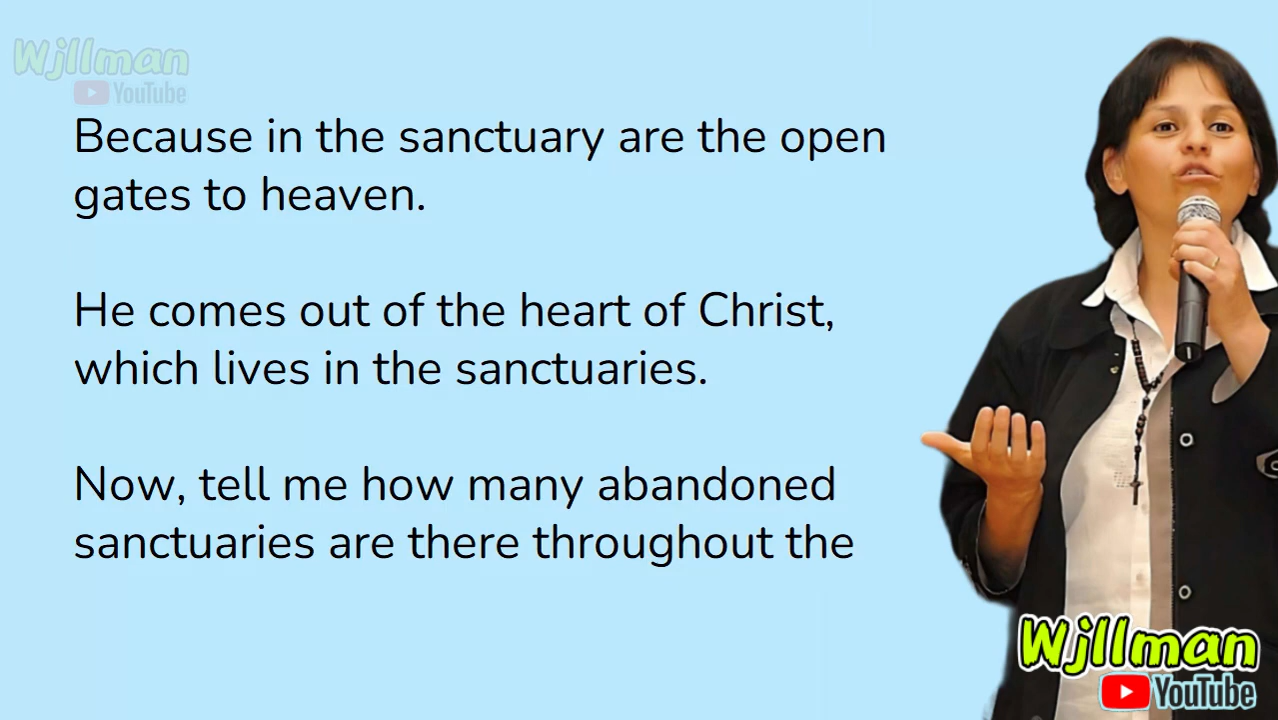 Wjllman
YouTube
Because in the sanctuary are the open
gates to heaven.
He comes out of the heart of Christ,
which lives in the sanctuaries.
Now, tell me how many abandoned
sanctuaries are there throughout the
Wjllman
YouTube